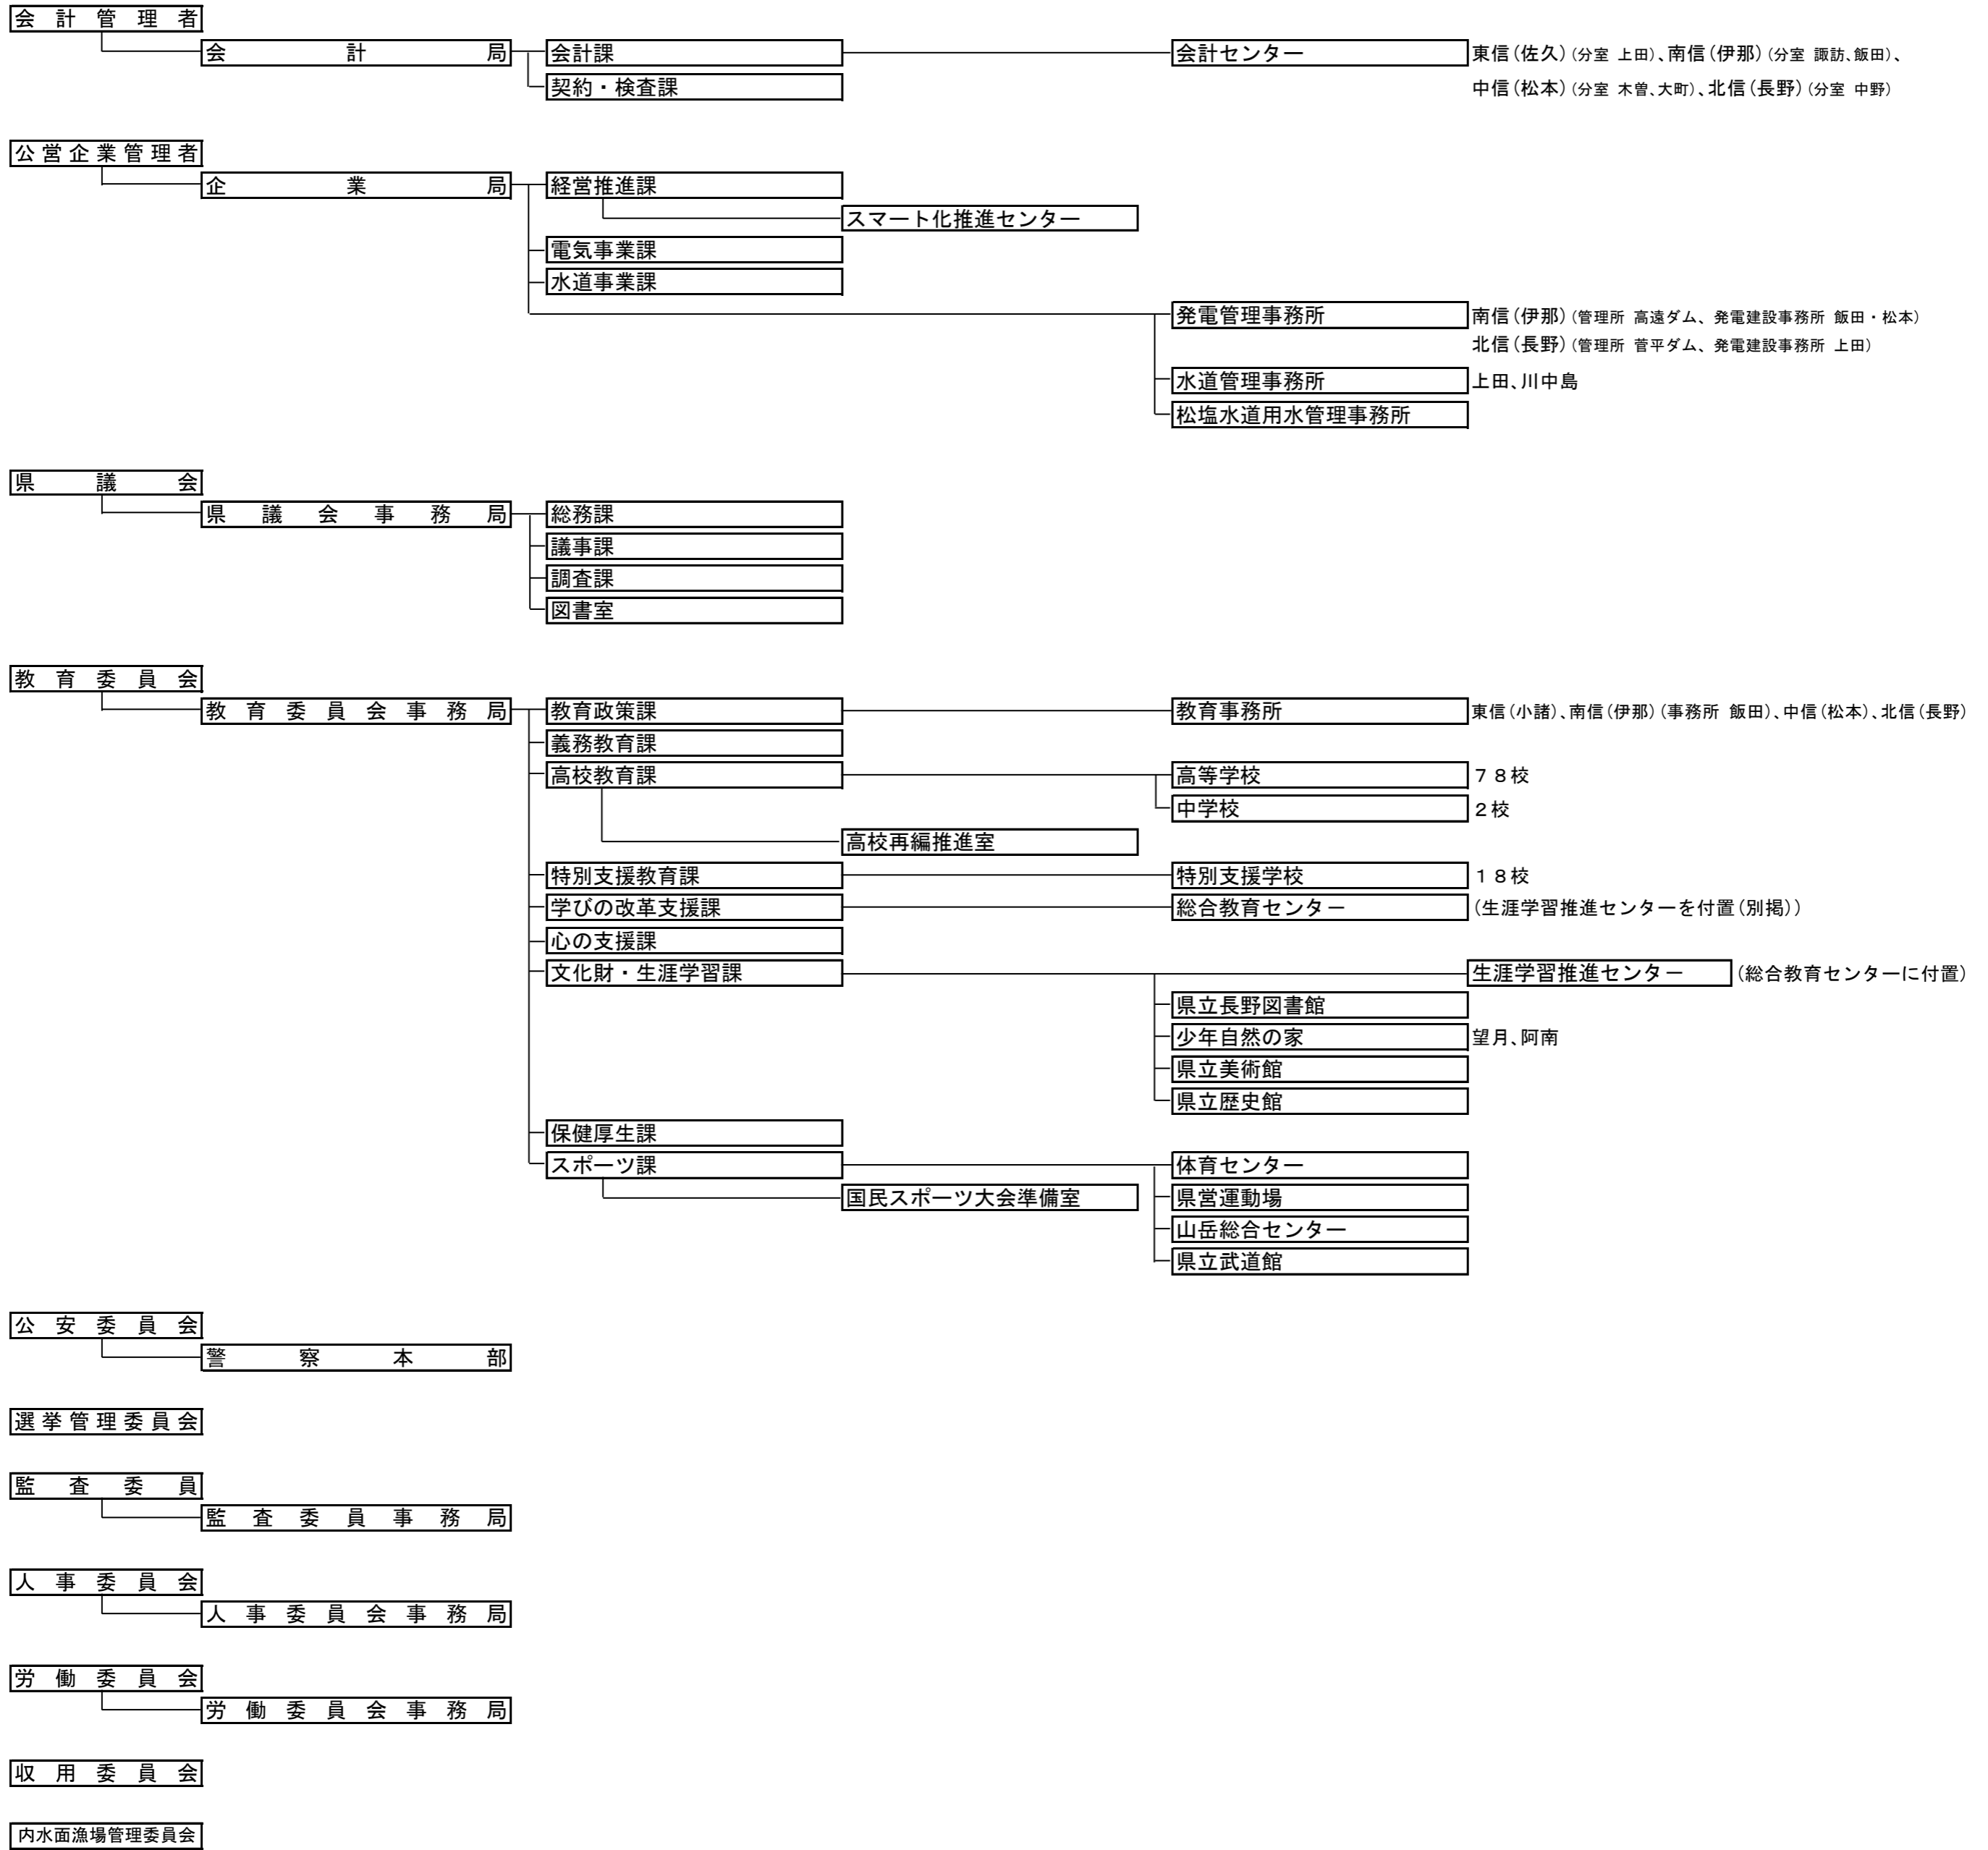 会計管理者
会計局 会計課 会計センター 東信(佐久)(分室 上田)、南信(伊那)(分室 諏訪、飯田)、
契約・検査課 中信(松本)(分室 木曽、大町)、北信(長野)(分室 中野)
公営企業管理者
企業局 経営推進課
スマート化推進センター
電気事業課
水道事業課
発電管理事務所 南信(伊那)(管理所 高遠ダム、発電建設事務所 飯田・松本)
北信(長野)(管理所 菅平ダム、発電建設事務所 上田)
水道管理事務所 上田、川中島
松塩水道用水管理事務所
県議会
県議会事務局 総務課
議事課
調査課
図書室
教育委員会
教育委員会事務局 教育政策課 教育事務所 東信(小諸)、南信(伊那)(事務所 飯田)、中信(松本)、北信(長野)
義務教育課
高校教育課 高等学校 78校
中学校 2校
高校再編推進室
特別支援教育課 特別支援学校 18校
学びの改革支援課 総合教育センター (生涯学習推進センターを付置(別掲))
心の支援課
文化財・生涯学習課 生涯学習推進センター (総合教育センターに付置)
県立長野図書館
少年自然の家 望月、阿南
県立美術館
県立歴史館
保健厚生課
スポーツ課 体育センター
国民スポーツ大会準備室 県営運動場
山岳総合センター
県立武道館
公安委員会
警察本部
選挙管理委員会
監査委員
監査委員事務局
人事委員会
人事委員会事務局
労働委員会
労働委員会事務局
収用委員会
内水面漁場管理委員会